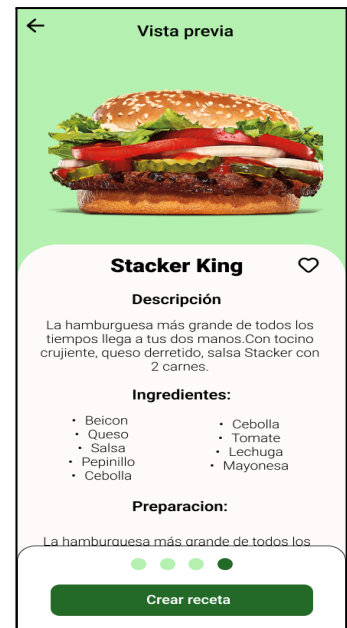 Vista previa
Stacker King
Descripción
La hamburguesa más grande de todos los
tiempos llega a tus dos manos.Con tocino
crujiente, queso derretido, salsa Stacker con
2 carnes.
Ingredientes:
• Beicon
• Queso
• Salsa
• Pepinillo
• Cebolla
• Cebolla
• Tomate
• Lechuga
• Mayonesa
Preparacion:
La hamburguesa más grande de todos los
Crear receta